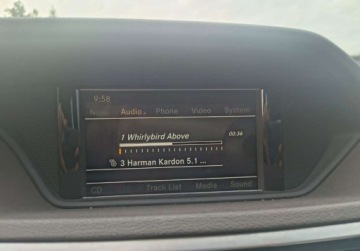 9:58
Navi Audio Phone Video System
1 Whirlybird Above
00:36
3 Harman Kardon 5.1 ...
CD Track List Media Sound